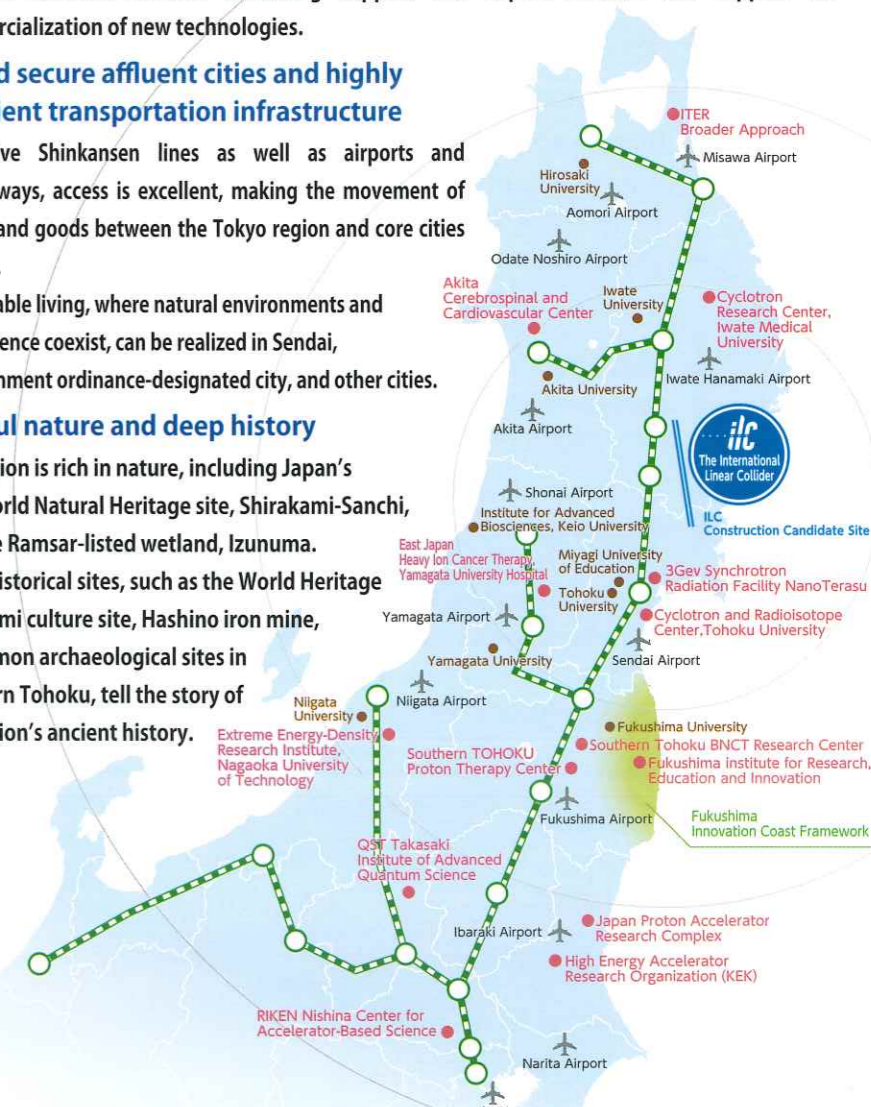 ercialization of new technologies.
d secure affluent cities and highly
ient transportation infrastructure
ve Shinkansen lines as well as airports and
ways, access is excellent, making the movement of
and goods between the Tokyo region and core cities
able living, where natural environments and
ence coexist, can be realized in Sendai,
nment ordinance-designated city, and other cities.
ul nature and deep history
ion is rich in nature, including Japan's
orld Natural Heritage site, Shirakami-Sanchi,
e Ramsar-listed wetland, Izunuma.
historical sites, such as the World Heritage
mi culture site, Hashino iron mine,
mon archaeological sites in
rn Tohoku, tell the story of
ion's ancient history.
ITER
Broader Approach
Misawa Airport
Hirosaki
University
Aomori Airport
Odate Noshiro Airport
Akita
Cerebrospinal and
Cardiovascular Center
Iwate
University
Cyclotron
Research Center,
Iwate Medical
University
Akita University
Iwate Hanamaki Airport
Akita Airport
ilc
The International
Linear Collider
ILC
Construction Candidate Site
Shonai Airport
Institute for Advanced
Biosciences, Keio University
East Japan
Heavy Ion Cancer Therapy,
Yamagata University Hospital
Miyagi University
of Education
Tohoku
University
3Gev Synchrotron
Radiation Facility NanoTerasu
Cyclotron and Radioisotope
Center,Tohoku University
Yamagata Airport
Sendai Airport
Yamagata University
Niigata Airport
Niigata
University
Extreme Energy-Density
Research Institute,
Nagaoka University
of Technology
Fukushima University
Southern Tohoku BNCT Research Center
Fukushima Institute for Research,
Education and Innovation
Southern TOHOKU
Proton Therapy Center
Fukushima Airport
Fukushima
Innovation Coast Framework
QST Takasaki
Institute of Advanced
Quantum Science
Ibaraki Airport
Japan Proton Accelerator
Research Complex
High Energy Accelerator
Research Organization (KEK)
RIKEN Nishina Center for
Accelerator-Based Science
Narita Airport